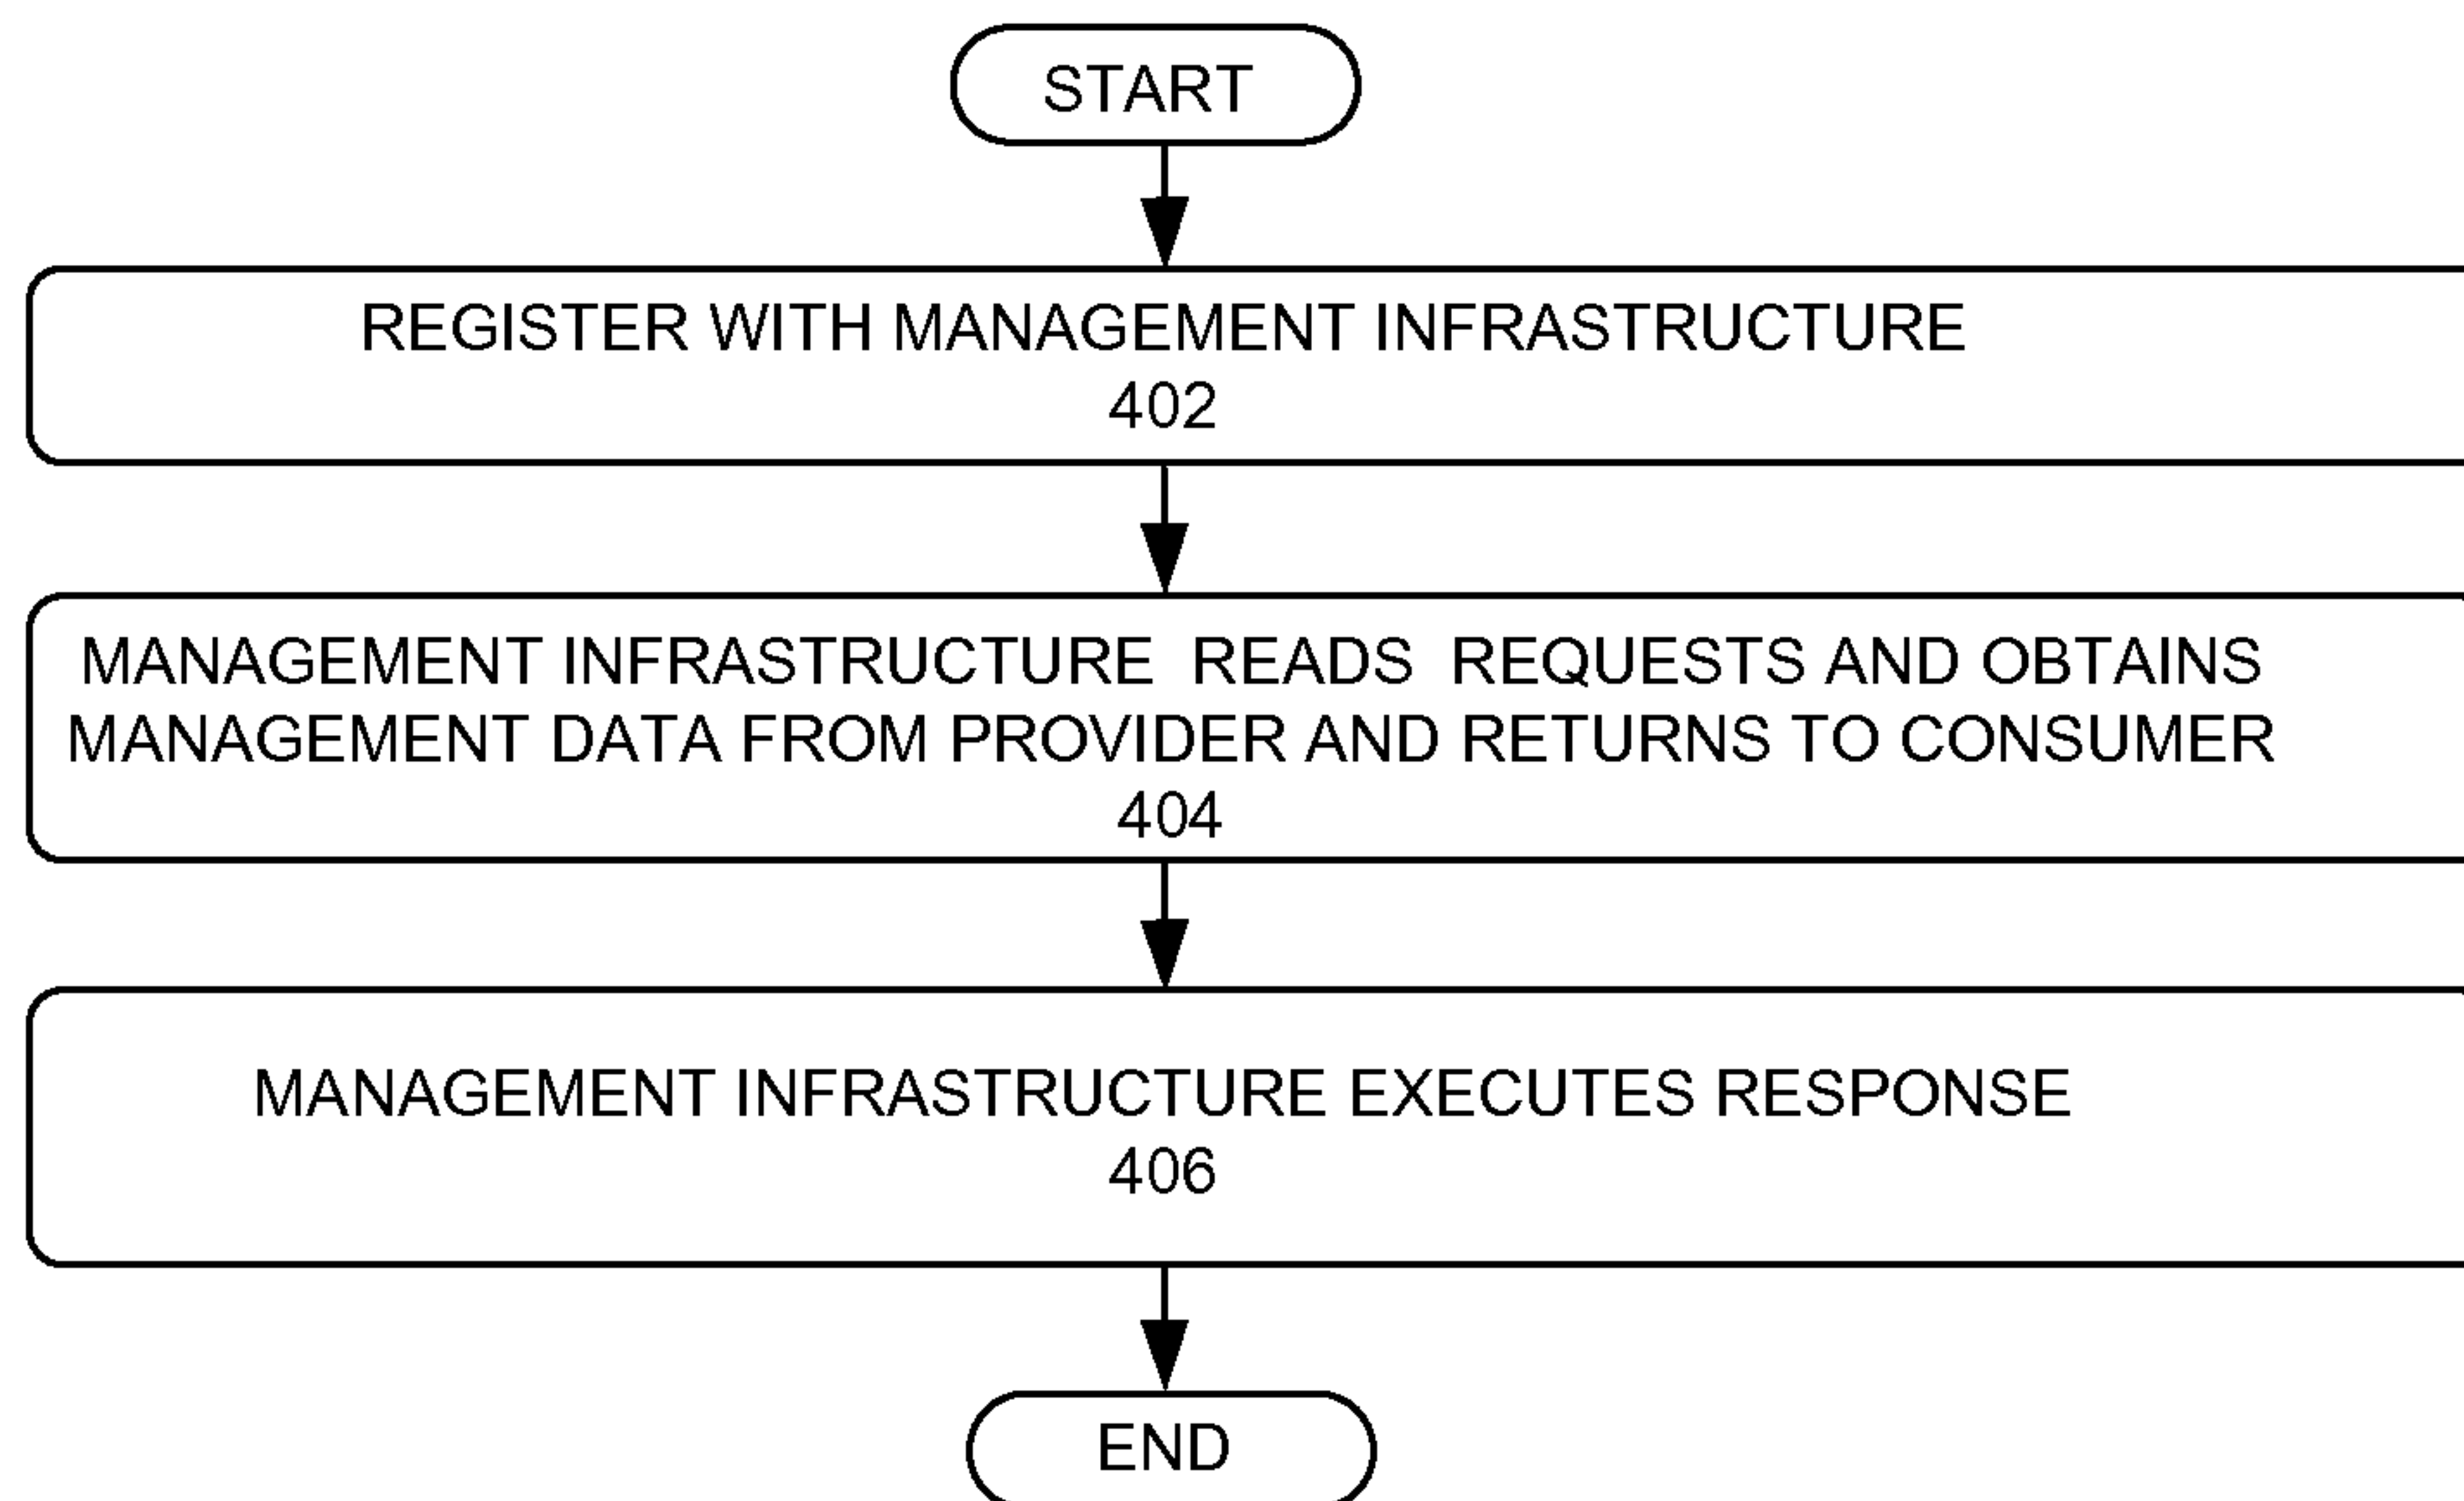 START
REGISTER WITH MANAGEMENT INFRASTRUCTURE
402
MANAGEMENT INFRASTRUCTURE READS REQUESTS AND OBTAINS
MANAGEMENT DATA FROM PROVIDER AND RETURNS TO CONSUMER
404
MANAGEMENT INFRASTRUCTURE EXECUTES RESPONSE
406
END